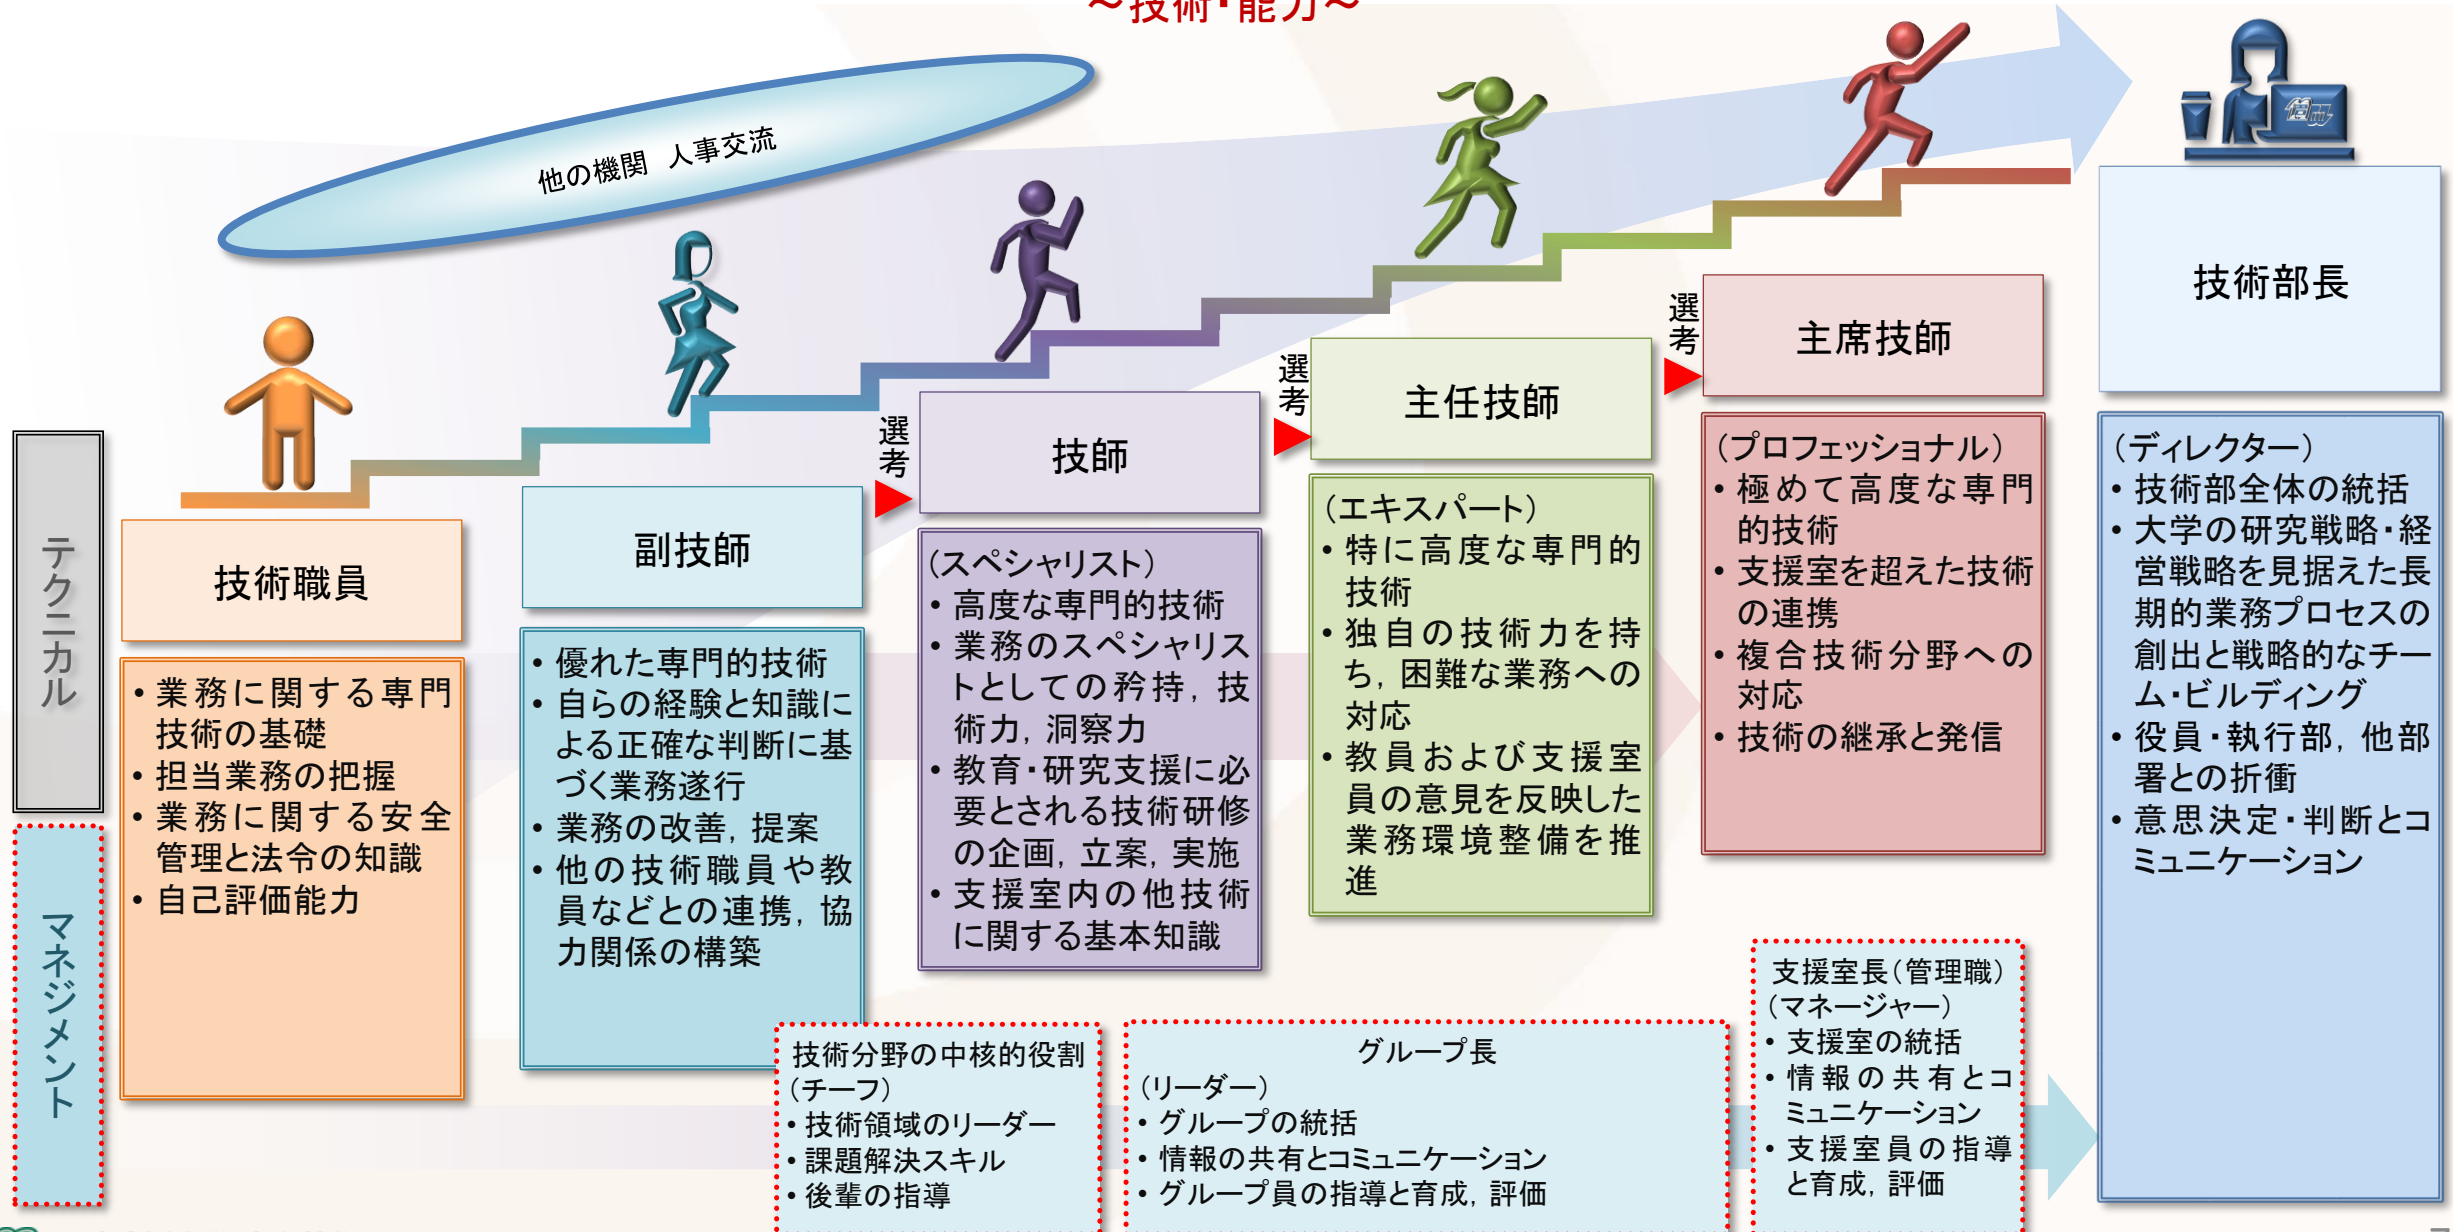 ~技術・能力~
他の機関 人事交流
選考
選考
選考
テクニカル
マネジメント
技術職員
・業務に関する専門
技術の基礎
・担当業務の把握
・業務に関する安全
管理と法令の知識
・自己評価能力
副技師
・優れた専門的技術
・自らの経験と知識に
よる正確な判断に基
づく業務遂行
・業務の改善，提案
・他の技術職員や教
員などとの連携，協
力関係の構築
技師
(スペシャリスト)
・高度な専門的技術
・業務のスペシャリス
トとしての矜持，技
術力，洞察力
・教育・研究支援に必
要とされる技術研修
の企画，立案，実施
・支援室内の他技術
に関する基本知識
主任技師
(エキスパート)
・特に高度な専門的
技術
・独自の技術力を持
ち，困難な業務への
対応
・教員および支援室
員の意見を反映した
業務環境整備を推
進
主席技師
(プロフェッショナル)
・極めて高度な専門
的技術
・支援室を超えた技術
の連携
・複合技術分野への
対応
・技術の継承と発信
技術部長
(ディレクター)
・技術部全体の統括
・大学の研究戦略・経
営戦略を見据えた長
期的業務プロセスの
創出と戦略的なチー
ム・ビルディング
・役員・執行部，他部
署との折衝
・意思決定・判断とコ
ミュニケーション
技術分野の中核的役割
(チーフ)
・技術領域のリーダー
・課題解決スキル
・後輩の指導
グループ長
(リーダー)
・グループの統括
・情報の共有とコミュニケーション
・グループ員の指導と育成，評価
支援室長(管理職)
(マネージャー)
・支援室の統括
・情報の共有とコ
ミュニケーション
・支援室員の指導
と育成，評価